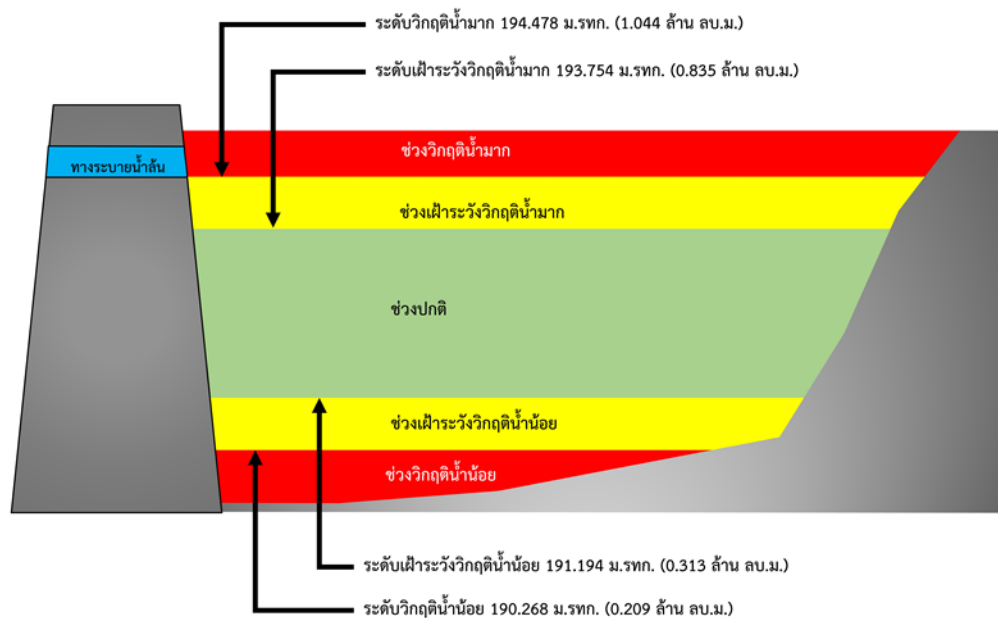 ระดับวิกฤติน้ำมาก 194.478 ม.รทก. (1.044 ล้าน ลบ.ม.)
ระดับเฝ้าระวังวิกฤติน้ำมาก 193.754 ม.รทก. (0.835 ล้าน ลบ.ม.)
ช่วงวิกฤติน้ำมาก
ทางระบายน้ำล้น
ช่วงเฝ้าระวังวิกฤติน้ำมาก
ช่วงปกติ
ช่วงเฝ้าระวังวิกฤติน้ำน้อย
ช่วงวิกฤติน้ำน้อย
ระดับเฝ้าระวังวิกฤติน้ำน้อย 191.194 ม.รทก. (0.313 ล้าน ลบ.ม.)
ระดับวิกฤติน้ำน้อย 190.268 ม.รทก. (0.209 ล้าน ลบ.ม.)